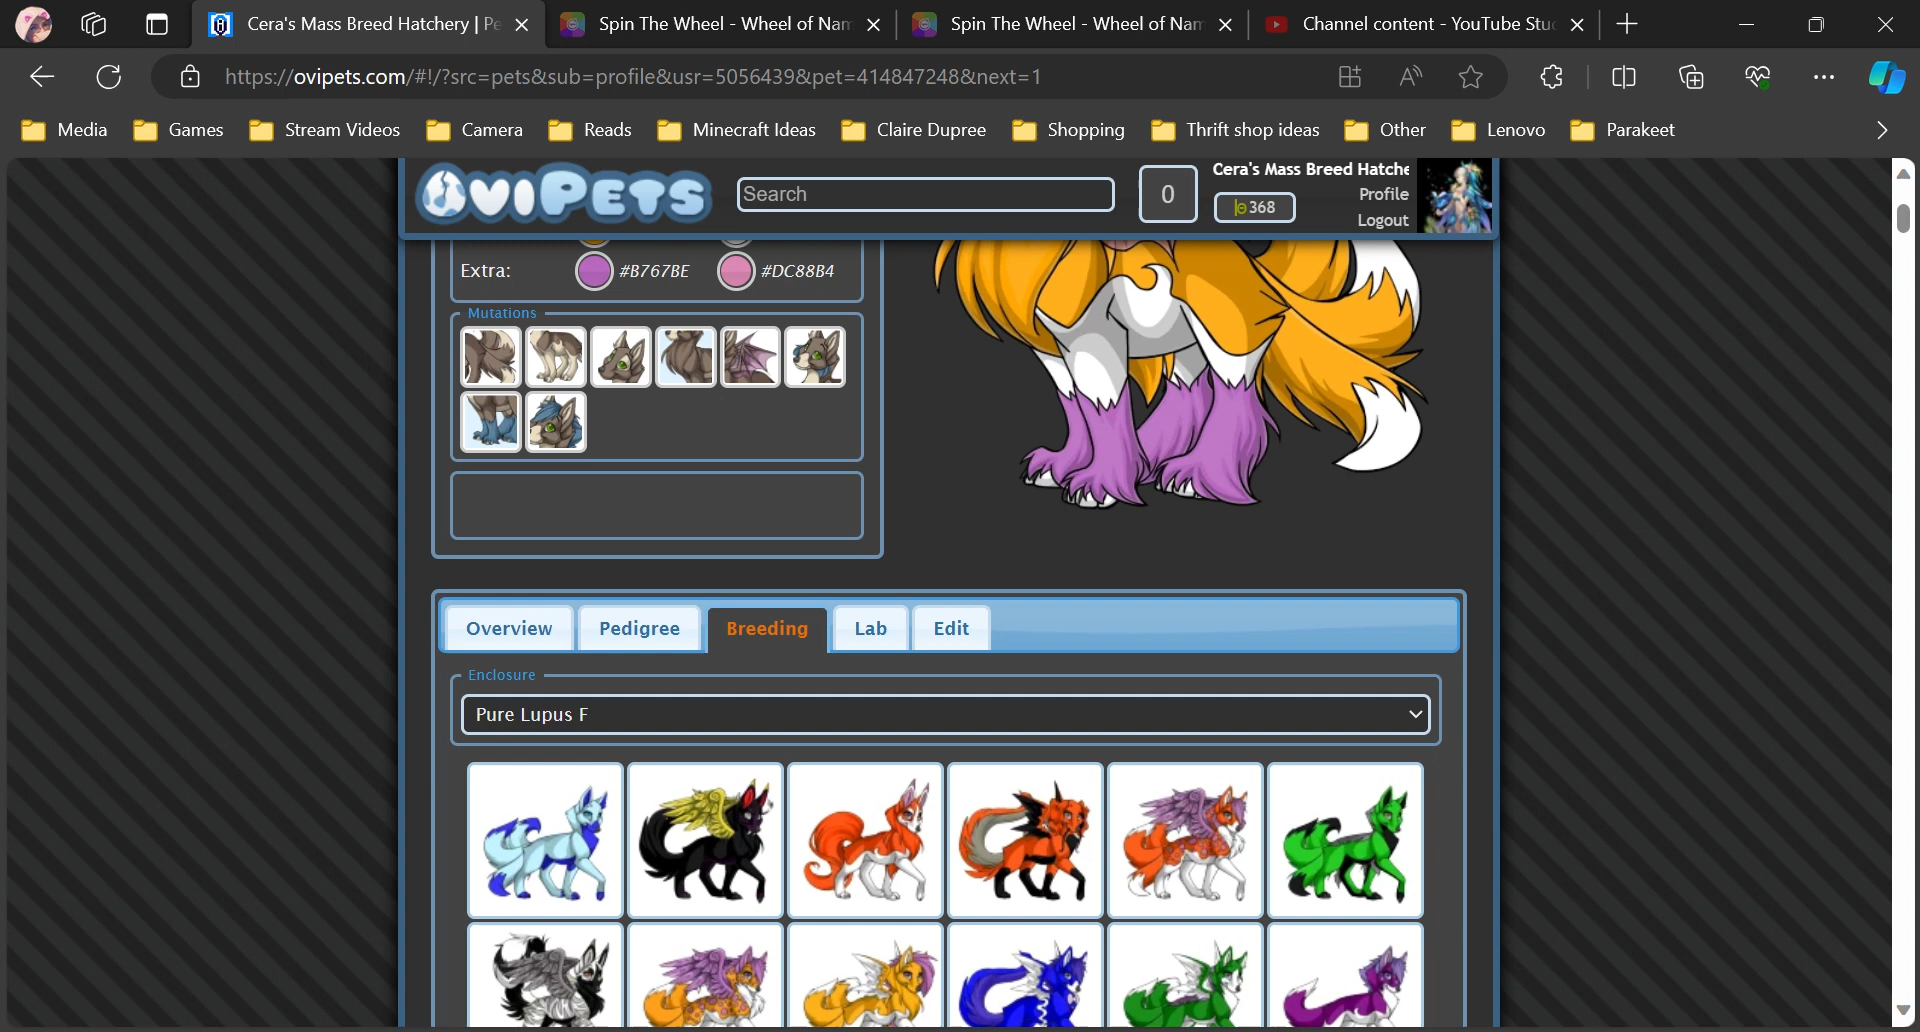 Cera's Mass Breed Hatchery | Pe
Spin The Wheel - Wheel of Nam
Spin The Wheel - Wheel of Nam
Channel content - YouTube Stu
https://ovipets.com/#!/?src=pets&sub=profile&usr=5056439&pet=414847248&next=1
Media
Games
Stream Videos
Camera
Reads
Minecraft Ideas
Claire Dupree
Shopping
Thrift shop ideas
Other
Lenovo
Parakeet
OviPets
Search
0
Cera's Mass Breed Hatche
368
Profile
Logout
Extra:
#B767BE
#DC88B4
Mutations
Overview
Pedigree
Breeding
Lab
Edit
Enclosure
Pure Lupus F